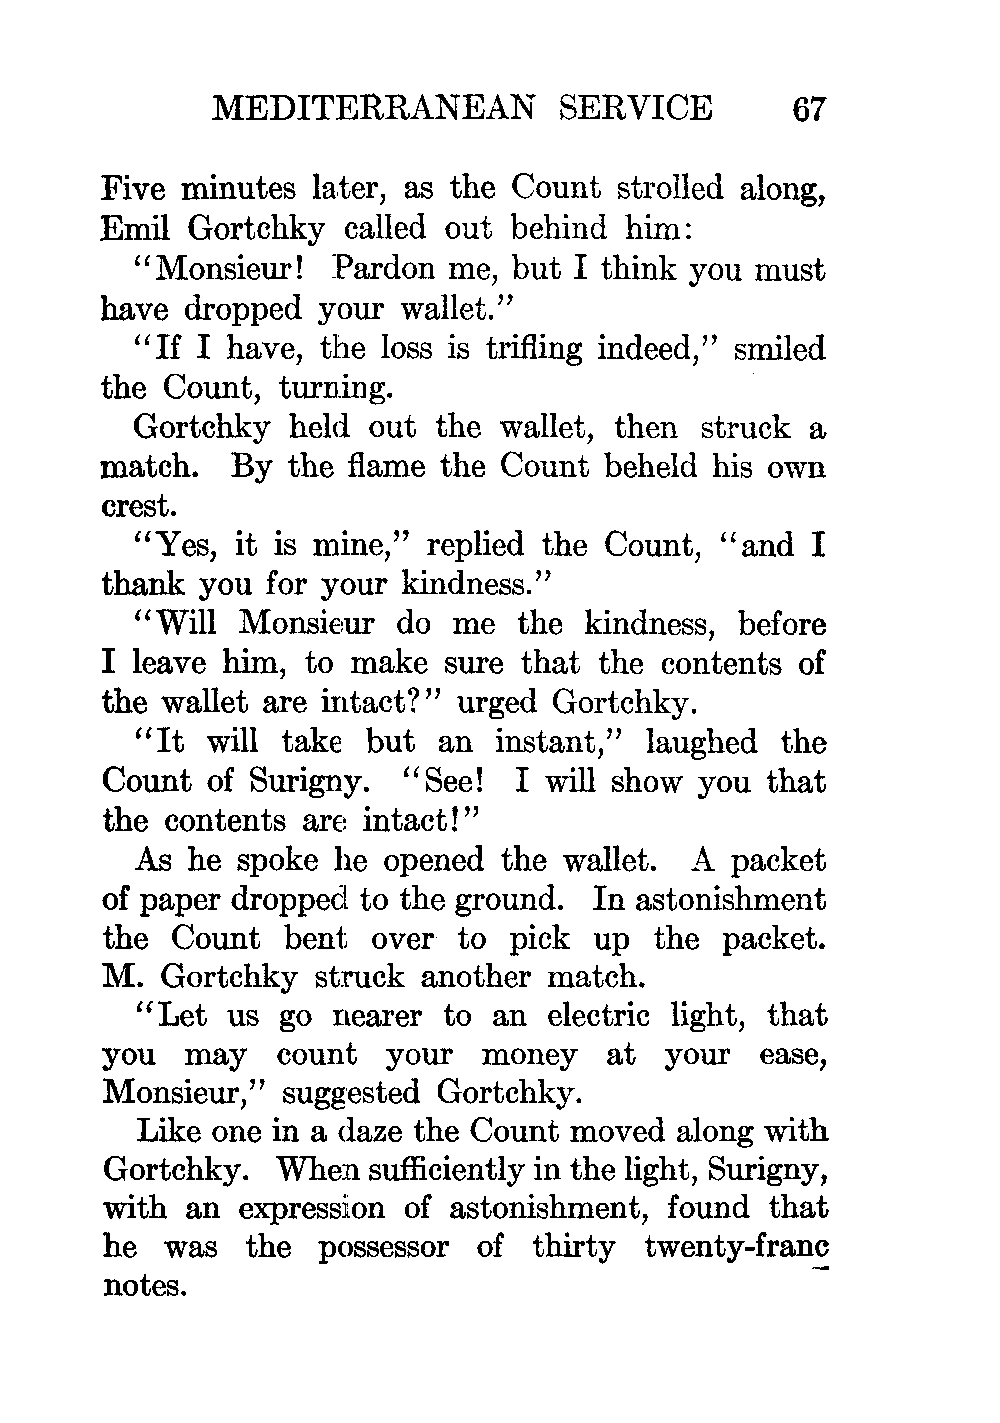 MEDITERRANEAN SERVICE 67
Five minutes later, as the Count strolled along,
Emil Gortchky called out behind him:
"Monsieur! Pardon me, but I think you must
have dropped your wallet."
"If I have, the loss is trifling indeed," smiled
the Count, turning.
Gortchky held out the wallet, then struck a
match. By the flame the Count beheld his own
crest.
"Yes, it is mine," replied the Count, "and I
thank you for your kindness."
"Will Monsieur do me the kindness, before
I leave him, to make sure that the contents of
the wallet are intact?" urged Gortchky.
"It will take but an instant," laughed the
Count of Surigny. "See! I will show you that
the contents are intact!"
As he spoke he opened the wallet. A packet
of paper dropped to the ground. In astonishment
the Count bent over to pick up the packet.
M. Gortchky struck another match.
"Let us go nearer to an electric light, that
you may count your money at your ease,
Monsieur," suggested Gortchky.
Like one in a daze the Count moved along with
Gortchky. When sufficiently in the light, Surigny,
with an expression of astonishment, found that
he was the possessor of thirty twenty-franc
notes.